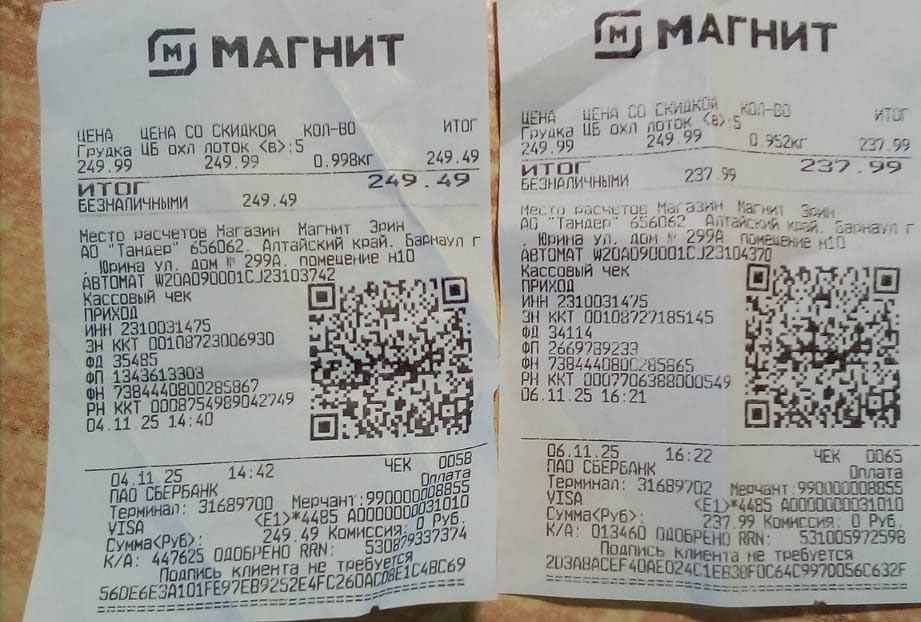 МАГНИТ
ЦЕНА ЦЕНА СО СКИДКОЙ КОЛ-ВО ИТОГ
Грудка ЦБ охл лоток <в>:5
249.99 249.99 0.998кг 249.49
ИТОГ 249.49
БЕЗНАЛИЧНЫМИ 249.49
Место расчетов Магазин Магнит Эрин
АО "Тандер" 656062, Алтайский край, Барнаул г
, Юрина ул, дом № 299А, помещение н10
АВТОМАТ W20A090001CJ23103742
Кассовый чек
ПРИХОД
ИНН 2310031475
ЗН ККТ 00108723006930
ФД 35485
ФП 1343613303
ФН 7384440800285867
РН ККТ 0008754989042749
04.11.25 14:40
04.11.25 14:42 ЧЕК 0058
ПАО СБЕРБАНК Оплата
Терминал: 31689700 Мерчант:990000008855
VISA <E1>*4485 A0000000031010
Сумма<Руб>: 249.49 Комиссия: 0 Руб.
К/А: 447625 ОДОБРЕНО RRN: 530879337374
Подпись клиента не требуется
56DE6E3A101FE97EB9252E4FC26DACD8E1C4BC69
МАГНИТ
ЦЕНА ЦЕНА СО СКИДКОЙ КОЛ-ВО ИТОГ
Грудка ЦБ охл лоток <в>:5
249.99 249.99 0.952кг 237.99
ИТОГ 237.99
БЕЗНАЛИЧНЫМИ 237.99
Место расчетов Магазин Магнит Эрин
АО "Тандер" 656062, Алтайский край, Барнаул г
, Юрина ул, дом № 299А, помещение н10
АВТОМАТ W20A090001CJ23104370
Кассовый чек
ПРИХОД
ИНН 2310031475
ЗН ККТ 00108727185145
ФД 34114
ФП 2669789233
ФН 7384440800285865
РН ККТ 0007706388000549
06.11.25 16:21
06.11.25 16:22 ЧЕК 0065
ПАО СБЕРБАНК Оплата
Терминал: 31689702 Мерчант:990000008855
VISA <E1>*4485 A0000000031010
Сумма<Руб>: 237.99 Комиссия: 0 Руб.
К/А: 013460 ОДОБРЕНО RRN: 531005972598
Подпись клиента не требуется
2D3A8ACEF4DAE024C1EB38F0C64C9970056C632F